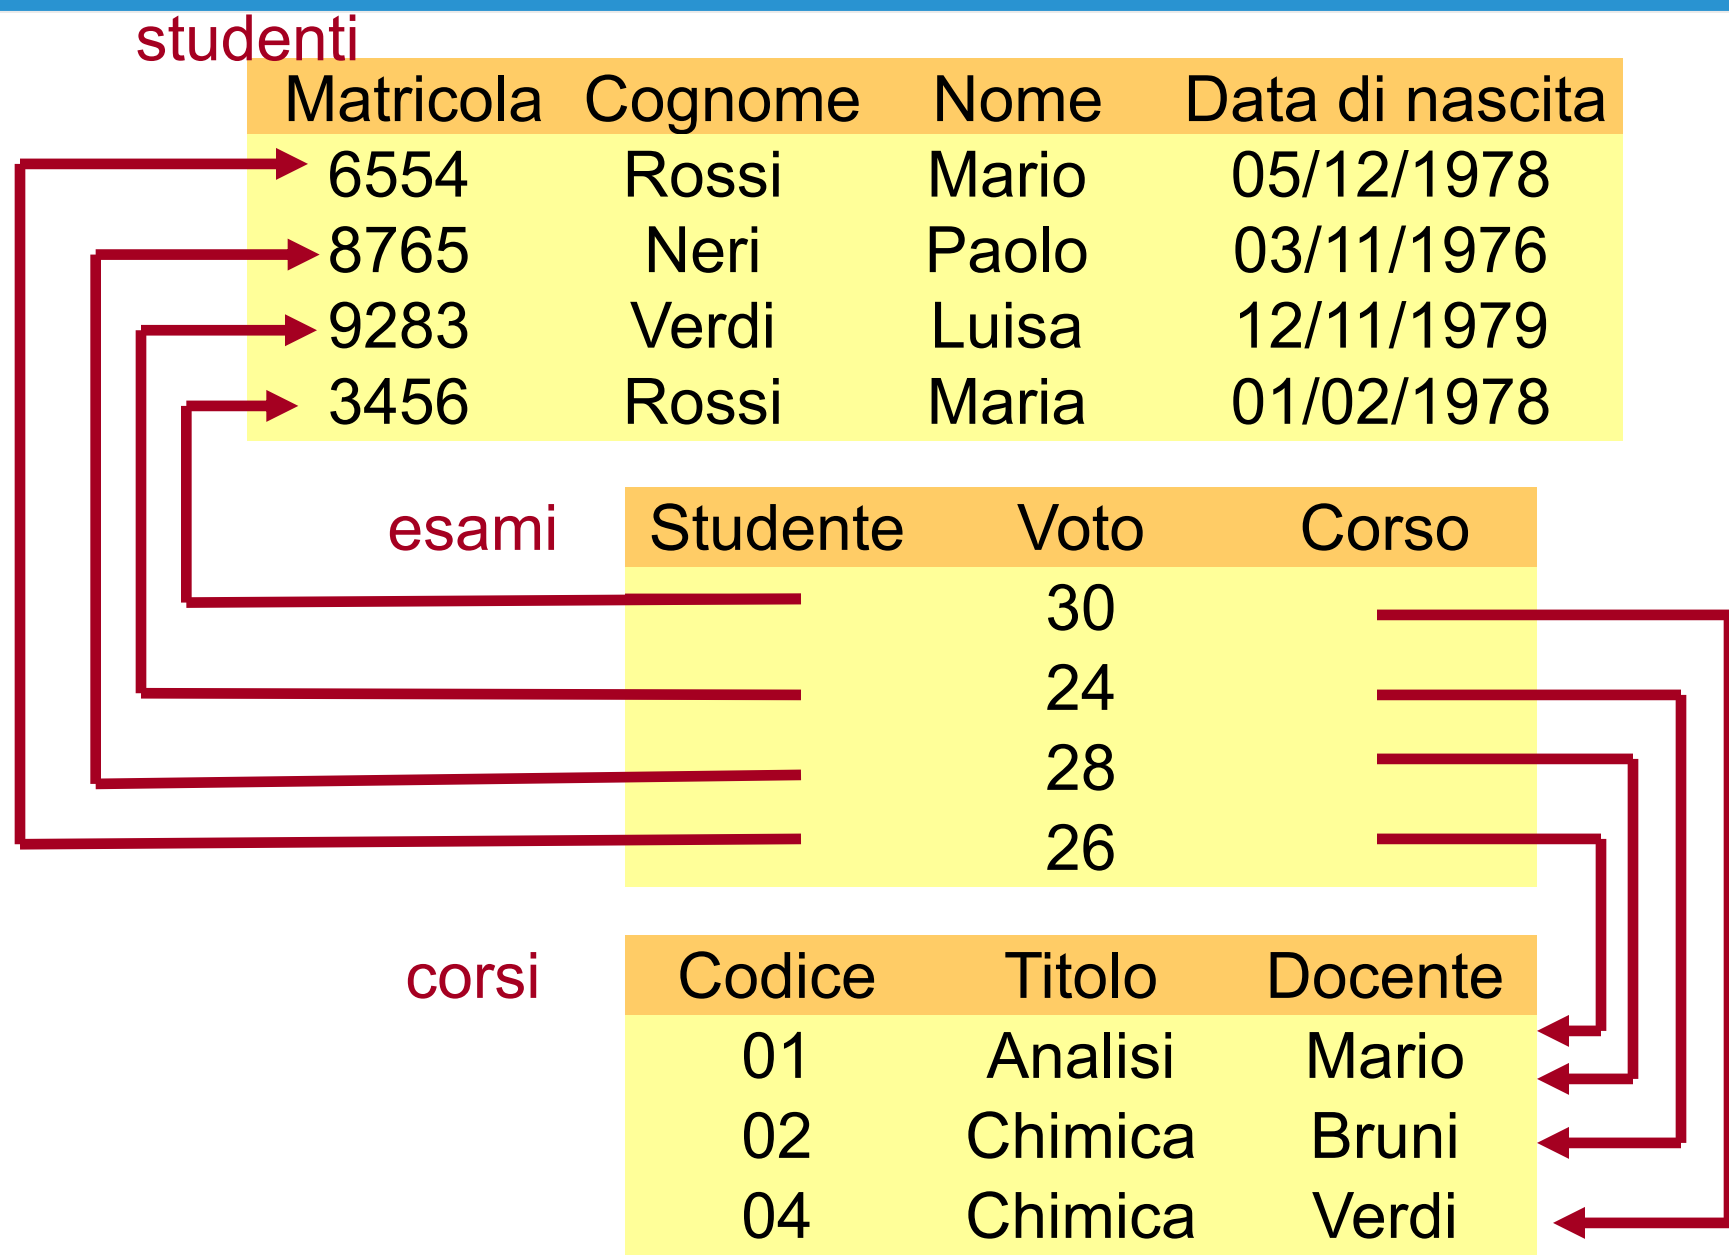 studenti
Matricola Cognome Nome Data di nascita
6554 Rossi Mario 05/12/1978
8765 Neri Paolo 03/11/1976
9283 Verdi Luisa 12/11/1979
3456 Rossi Maria 01/02/1978
esami Studente Voto Corso
30
24
28
26
corsi Codice Titolo Docente
01 Analisi Mario
02 Chimica Bruni
04 Chimica Verdi